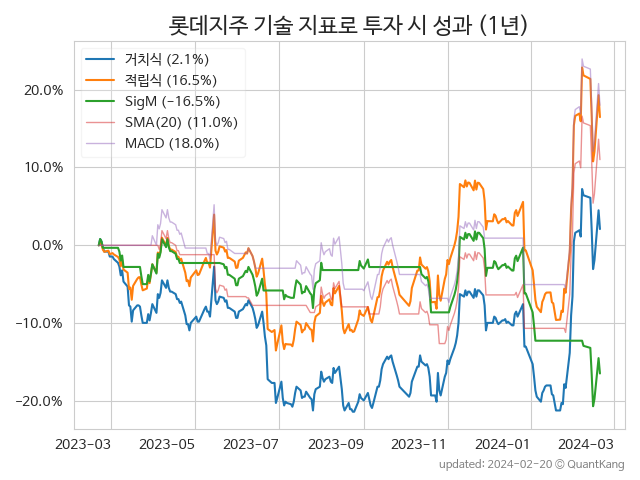 롯데지주 기술 지표로 투자 시 성과 (1년)
거치식 (2.1%)
적립식 (16.5%)
SigM (−16.5%)
SMA(20) (11.0%)
MACD (18.0%)
20.0%
10.0%
0.0%
−10.0%
−20.0%
2023-03 2023-05 2023-07 2023-09 2023-11 2024-01 2024-03
updated: 2024-02-20 © QuantKang